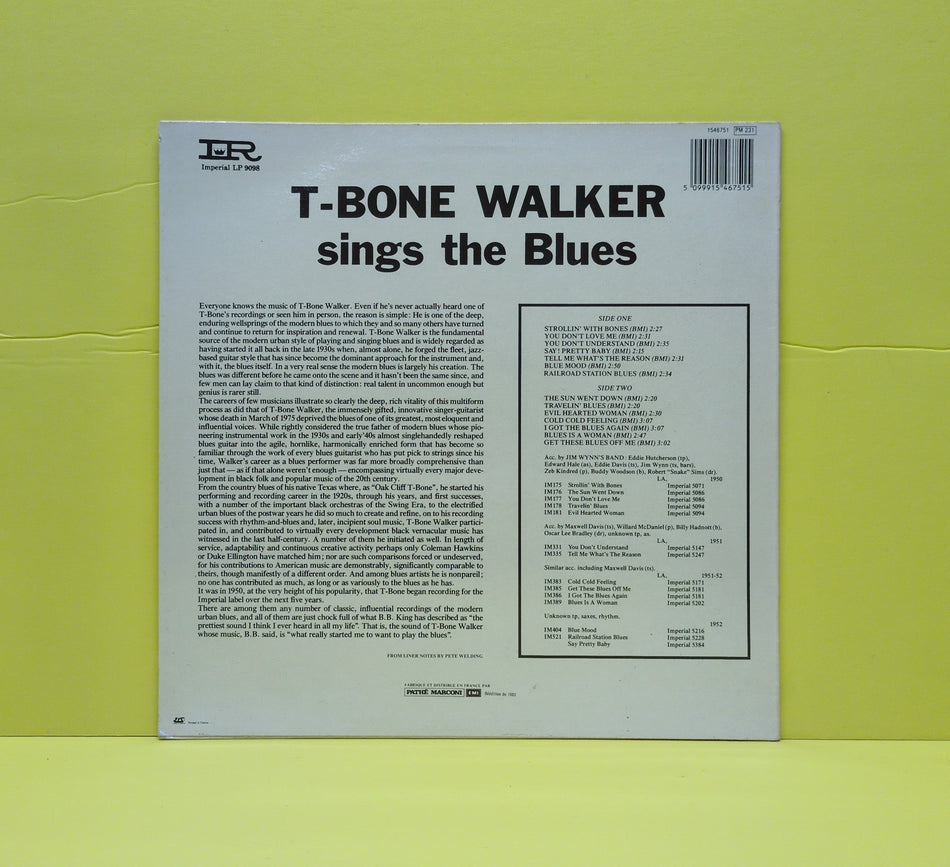 IR
Imperial LP 9098
1546751 PM 231
5 099915 467515
T-BONE WALKER
sings the Blues
Everyone knows the music of T-Bone Walker. Even if he's never actually heard one of
T-Bone's recordings or seen him in person, the reason is simple: He is one of the deep,
enduring wellsprings of the modern blues to which they and so many others have turned
and continue to return for inspiration and renewal. T-Bone Walker is the fundamental
source of the modern urban style of playing and singing blues and is widely regarded as
having started it all back in the late 1930s when, almost alone, he forged the fleet, jazz-
based guitar style that has since become the dominant approach for the instrument and,
with it, the blues itself. In a very real sense the modern blues is largely his creation. The
blues was different before he came onto the scene and it hasn't been the same since, and
few men can lay claim to that kind of distinction: real talent in uncommon enough but
genius is rarer still.
The careers of few musicians illustrate so clearly the deep, rich vitality of this multiform
process as did that of T-Bone Walker, the immensely gifted, innovative singer-guitarist
whose death in March of 1975 deprived the blues of one of its greatest, most eloquent and
influential voices. While rightly considered the true father of modern blues whose pio-
neering instrumental work in the 1930s and early '40s almost singlehandedly reshaped
blues guitar into the agile, hornlike, harmonically enriched form that has become so
familiar through the work of every blues guitarist who has put pick to strings since his
time, Walker's career as a blues performer was far more broadly comprehensive than
just that — as if that alone weren't enough — encompassing virtually every major deve-
lopment in black folk and popular music of the 20th century.
From the country blues of his native Texas where, as "Oak Cliff T-Bone", he started his
performing and recording career in the 1920s, through his years, and first successes,
with a number of the important black orchestras of the Swing Era, to the electrified
urban blues of the postwar years he did so much to create and refine, on to his recording
success with rhythm-and-blues and, later, incipient soul music, T-Bone Walker partici-
pated in, and contributed to virtually every development black vernacular music has
witnessed in the last half-century. A number of them he initiated as well. In length of
service, adaptability and continuous creative activity perhaps only Coleman Hawkins
or Duke Ellington have matched him; nor are such comparisons forced or undeserved,
for his contributions to American music are demonstrably, significantly comparable to
theirs, though manifestly of a different order. And among blues artists he is nonpareil;
no one has contributed as much, as long or as variously to the blues as he has.
It was in 1950, at the very height of his popularity, that T-Bone began recording for the
Imperial label over the next five years.
There are among them any number of classic, influential recordings of the modern
urban blues, and all of them are just chock full of what B.B. King has described as "the
prettiest sound I think I ever heard in all my life". That is, the sound of T-Bone Walker
whose music, B.B. said, is "what really started me to want to play the blues".
FROM LINER NOTES BY PETE WELDING
SIDE ONE
STROLLIN' WITH BONES (BMI) 2:27
YOU DON'T LOVE ME (BMI) 2:31
YOU DON'T UNDERSTAND (BMI) 2:35
SAY! PRETTY BABY (BMI) 2:15
TELL ME WHAT'S THE REASON (BMI) 2:31
BLUE MOOD (BMI) 2:50
RAILROAD STATION BLUES (BMI) 2:34
SIDE TWO
THE SUN WENT DOWN (BMI) 2:20
TRAVELIN' BLUES (BMI) 2:20
EVIL HEARTED WOMAN (BMI) 2:30
COLD COLD FEELING (BMI) 3:07
I GOT THE BLUES AGAIN (BMI) 3:07
BLUES IS A WOMAN (BMI) 2:47
GET THESE BLUES OFF ME (BMI) 3:02
Acc. by JIM WYNN'S BAND: Eddie Hutcherson (tp),
Edward Hale (as), Eddie Davis (ts), Jim Wynn (ts, bars),
Zeb Kindred (p), Buddy Woodson (b), Robert "Snake" Sims (dr).
LA, 1950
IM175 Strollin' With Bones Imperial 5071
IM176 The Sun Went Down Imperial 5086
IM177 You Don't Love Me Imperial 5086
IM178 Travelin' Blues Imperial 5094
IM181 Evil Hearted Woman Imperial 5094
Acc. by Maxwell Davis (ts), Willard McDaniel (p), Billy Hadnott (b),
Oscar Lee Bradley (dr), unknown tp, as.
LA, 1951
IM331 You Don't Understand Imperial 5147
IM335 Tell Me What's The Reason Imperial 5247
Similar acc. including Maxwell Davis (ts).
LA, 1951-52
IM383 Cold Cold Feeling Imperial 5171
IM385 Get These Blues Off Me Imperial 5181
IM386 I Got The Blues Again Imperial 5181
IM389 Blues Is A Woman Imperial 5202
Unknown tp, saxes, rhythm.
1952
IM404 Blue Mood Imperial 5216
IM521 Railroad Station Blues Imperial 5228
Say Pretty Baby Imperial 5384
FABRIQUÉ ET DISTRIBUÉ EN FRANCE PAR
PATHÉ MARCONI EMI Réédition de 1983
Printed in France